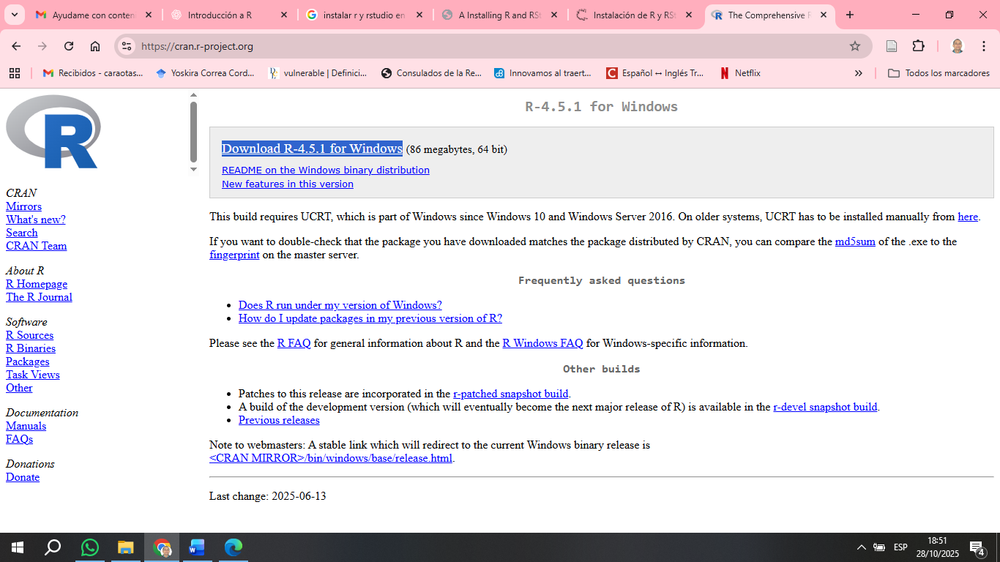 Ayudame con conten
Introducción a R
instalar r y rstudio en
A Installing R and RSt
Instalación de R y RSt
The Comprehensive R
https://cran.r-project.org
Recibidos - caraotas...
Yoskira Correa Cord...
vulnerable | Definici...
Consulados de la Re...
Innovamos al traert...
Español ↔ Inglés Tr...
Netflix
Todos los marcadores
R
CRAN
Mirrors
What's new?
Search
CRAN Team
About R
R Homepage
The R Journal
Software
R Sources
R Binaries
Packages
Task Views
Other
Documentation
Manuals
FAQs
Donations
Donate
R-4.5.1 for Windows
Download R-4.5.1 for Windows (86 megabytes, 64 bit)
README on the Windows binary distribution
New features in this version
This build requires UCRT, which is part of Windows since Windows 10 and Windows Server 2016. On older systems, UCRT has to be installed manually from here.
If you want to double-check that the package you have downloaded matches the package distributed by CRAN, you can compare the md5sum of the .exe to the
fingerprint on the master server.
Frequently asked questions
• Does R run under my version of Windows?
• How do I update packages in my previous version of R?
Please see the R FAQ for general information about R and the R Windows FAQ for Windows-specific information.
Other builds
• Patches to this release are incorporated in the r-patched snapshot build.
• A build of the development version (which will eventually become the next major release of R) is available in the r-devel snapshot build.
• Previous releases
Note to webmasters: A stable link which will redirect to the current Windows binary release is
<CRAN MIRROR>/bin/windows/base/release.html.
Last change: 2025-06-13
ESP
18:51
28/10/2025
4